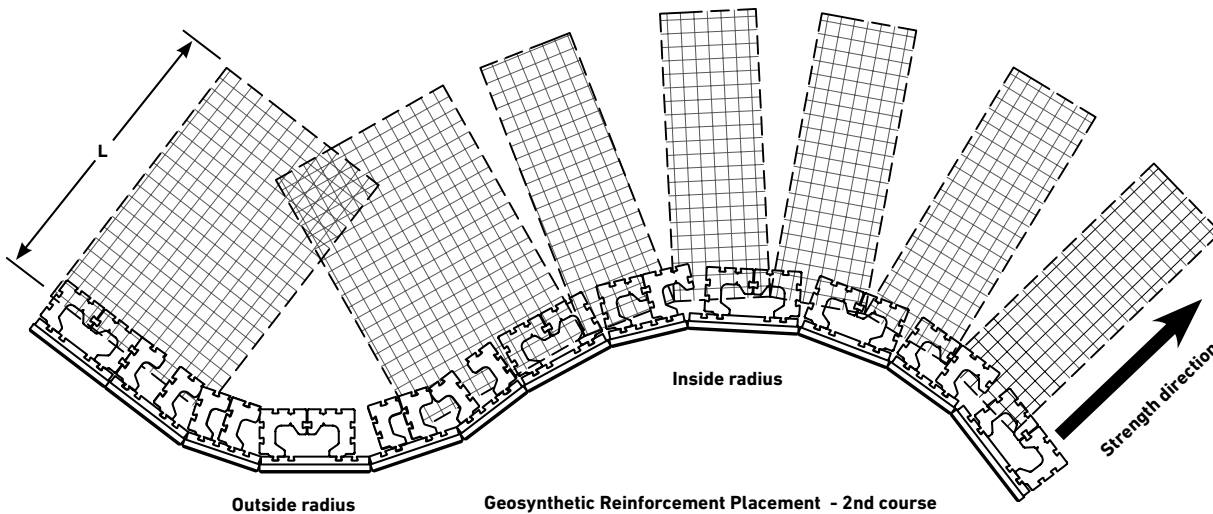 L
Inside radius
Strength direction
Outside radius
Geosynthetic Reinforcement Placement - 2nd course